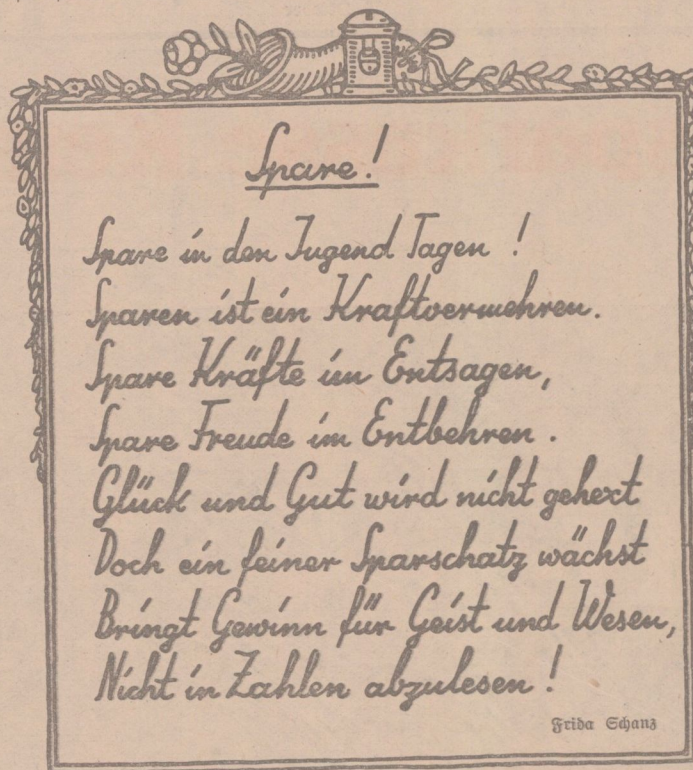 Spare!
Spare in den Jugend Tagen !
Sparen ist ein Kraftvermehren.
Spare Kräfte im Entsagen,
Spare Freude im Entbehren.
Glück und Gut wird nicht gehext
Doch ein feiner Sparschatz wächst
Bringt Gewinn für Geist und Wesen,
Nicht in Zahlen abzulesen!
Frida Schanz